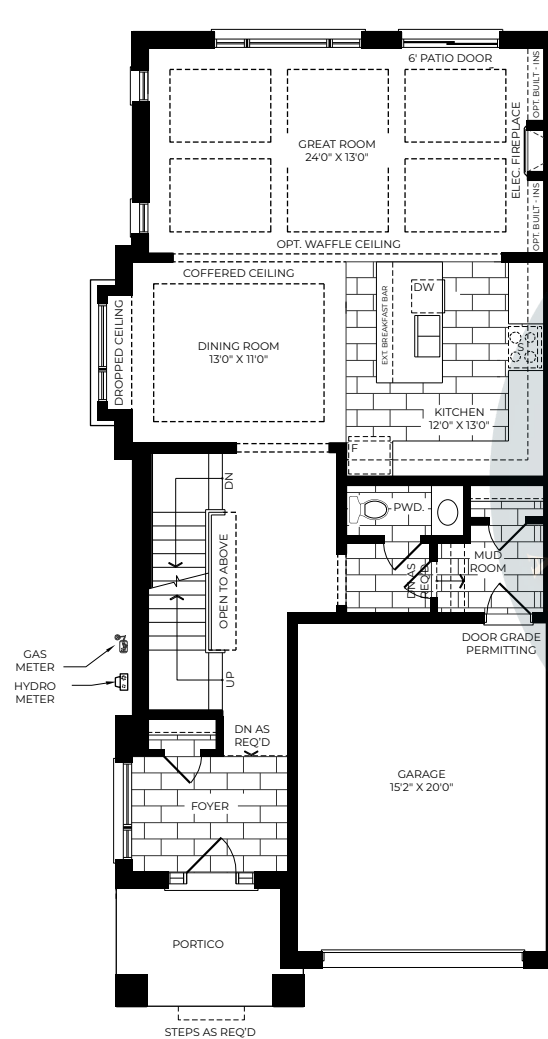 6' PATIO DOOR
OPT. BUILT - INS
GREAT ROOM
24'0" X 13'0"
ELEC. FIREPLACE
OPT. BUILT - INS
OPT. WAFFLE CEILING
COFFERED CEILING
DROPPED CEILING
DINING ROOM
13'0" X 11'0"
EXT. BREAKFAST BAR
DW
S
KITCHEN
12'0" X 13'0"
F
DN
PWD.
OPEN TO ABOVE
DN AS
REQ'D
MUD
ROOM
DOOR GRADE
PERMITTING
GAS
METER
HYDRO
METER
UP
DN AS
REQ'D
GARAGE
15'2" X 20'0"
FOYER
PORTICO
STEPS AS REQ'D